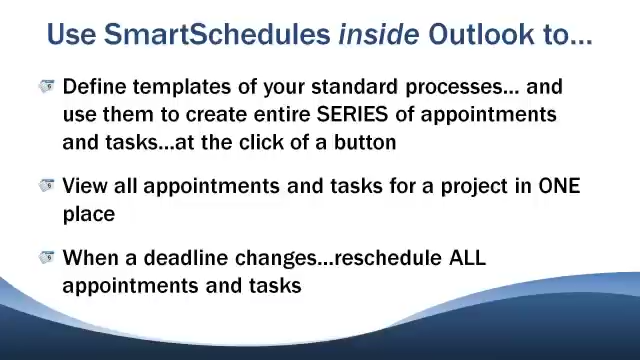 Use SmartSchedules inside Outlook to...
Define templates of your standard processes... and
use them to create entire SERIES of appointments
and tasks...at the click of a button
View all appointments and tasks for a project in ONE
place
When a deadline changes...reschedule ALL
appointments and tasks